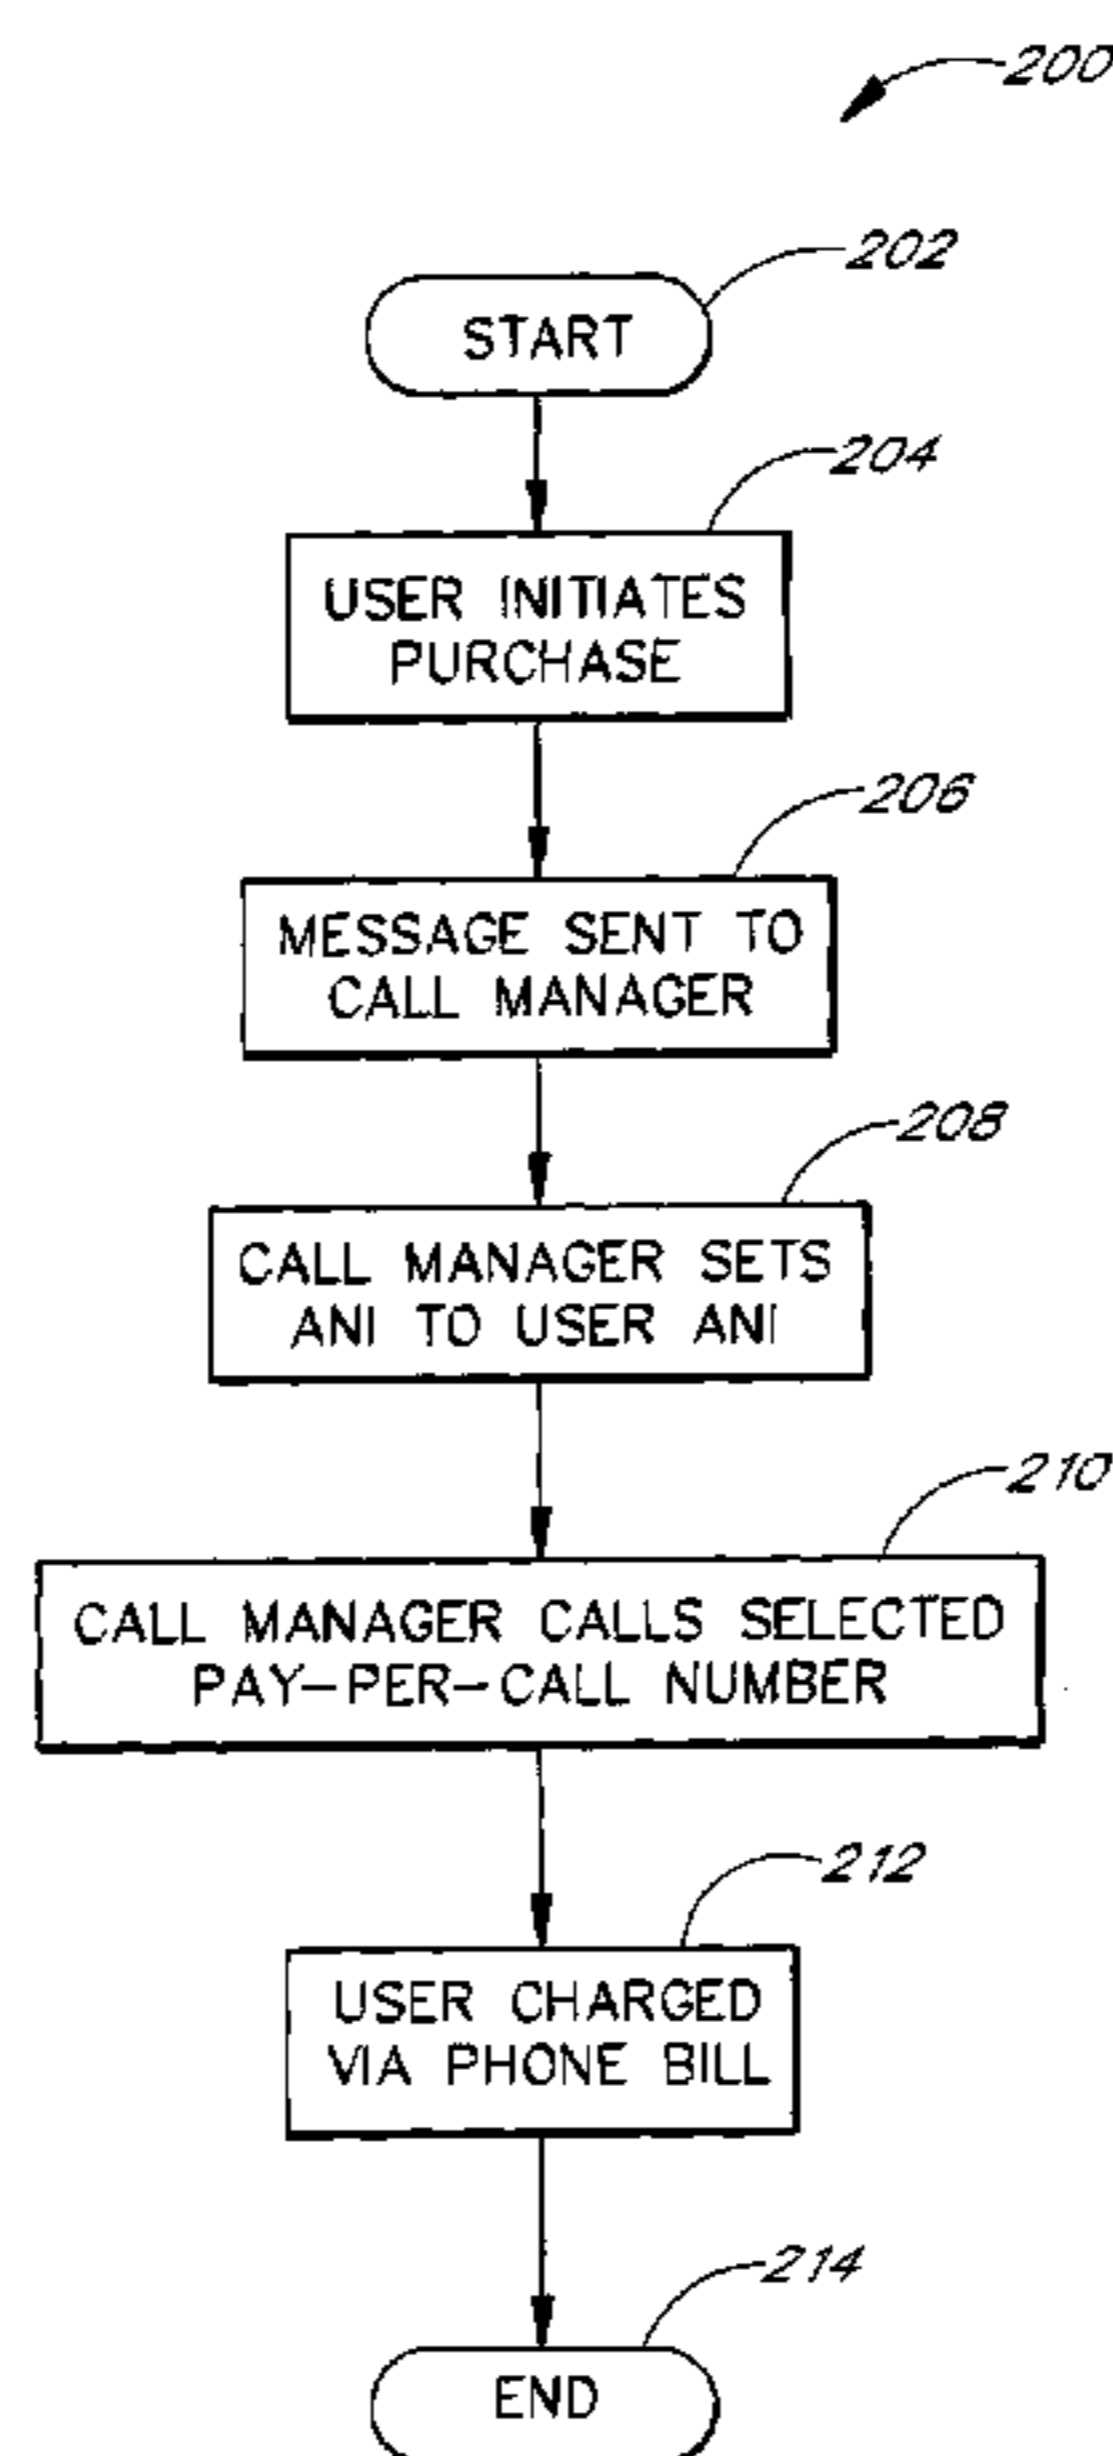 200
202
START
204
USER INITIATES
PURCHASE
206
MESSAGE SENT TO
CALL MANAGER
208
CALL MANAGER SETS
ANI TO USER ANI
210
CALL MANAGER CALLS SELECTED
PAY-PER-CALL NUMBER
212
USER CHARGED
VIA PHONE BILL
214
END